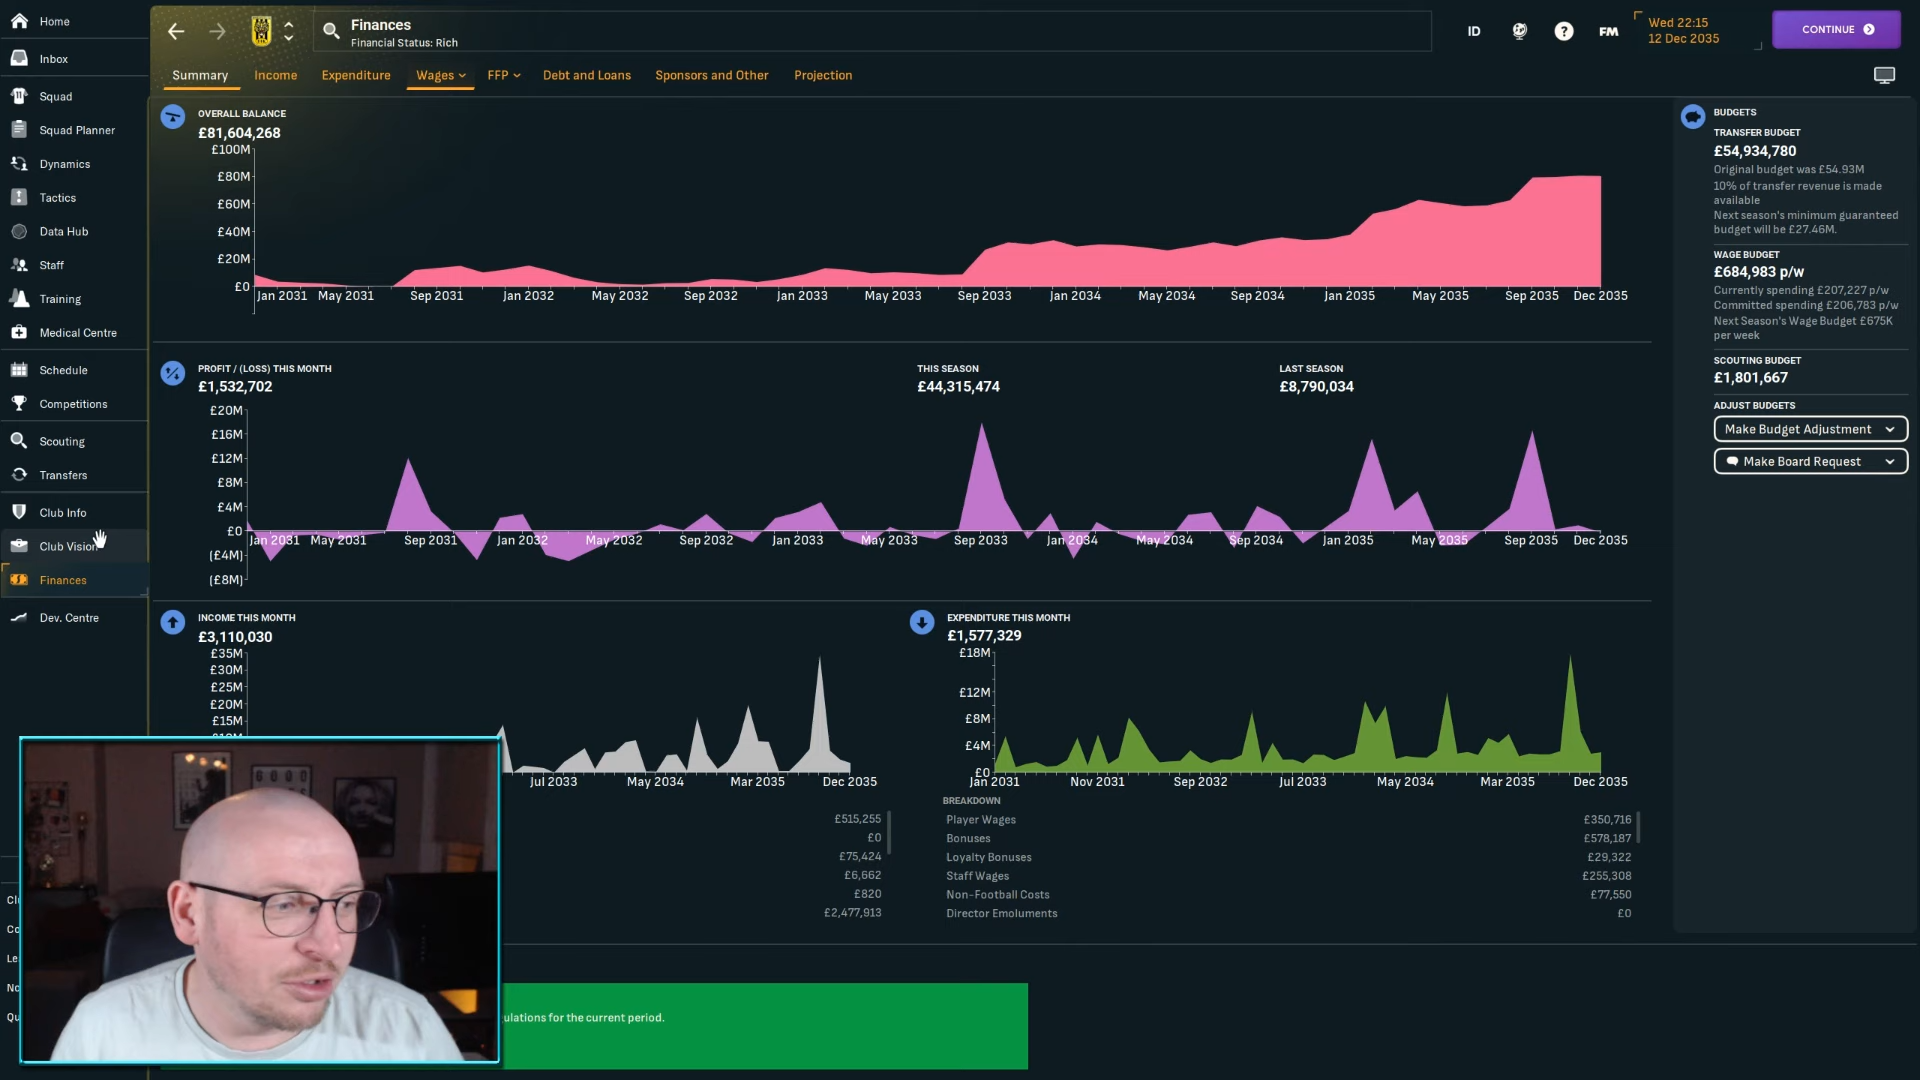 Home
Inbox
Squad
Squad Planner
Dynamics
Tactics
Data Hub
Staff
Training
Medical Centre
Schedule
Competitions
Scouting
Transfers
Club Info
Club Vision
Finances
Dev. Centre
Finances
Financial Status: Rich
ID
FM
Wed 22:15
12 Dec 2035
CONTINUE
Summary
Income
Expenditure
Wages
FFP
Debt and Loans
Sponsors and Other
Projection
OVERALL BALANCE
£81,604,268
£100M
£80M
£60M
£40M
£20M
£0
Jan 2031 May 2031 Sep 2031 Jan 2032 May 2032 Sep 2032 Jan 2033 May 2033 Sep 2033 Jan 2034 May 2034 Sep 2034 Jan 2035 May 2035 Sep 2035 Dec 2035
PROFIT / (LOSS) THIS MONTH
£1,532,702
THIS SEASON
£44,315,474
LAST SEASON
£8,790,034
£20M
£16M
£12M
£8M
£4M
£0
(£4M)
(£8M)
Jan 2031 May 2031 Sep 2031 Jan 2032 May 2032 Sep 2032 Jan 2033 May 2033 Sep 2033 Jan 2034 May 2034 Sep 2034 Jan 2035 May 2035 Sep 2035 Dec 2035
INCOME THIS MONTH
£3,110,030
£35M
£30M
£25M
£20M
£15M
Jul 2033 May 2034 Mar 2035 Dec 2035
£515,255
£0
£75,424
£6,662
£820
£2,477,913
EXPENDITURE THIS MONTH
£1,577,329
£18M
£12M
£8M
£4M
£0
Jan 2031 Nov 2031 Sep 2032 Jul 2033 May 2034 Mar 2035 Dec 2035
BREAKDOWN
Player Wages £350,716
Bonuses £578,187
Loyalty Bonuses £29,322
Staff Wages £255,308
Non-Football Costs £77,550
Director Emoluments £0
ulations for the current period.
BUDGETS
TRANSFER BUDGET
£54,934,780
Original budget was £54.93M
10% of transfer revenue is made
available
Next season's minimum guaranteed
budget will be £27.46M.
WAGE BUDGET
£684,983 p/w
Currently spending £207,227 p/w
Committed spending £206,783 p/w
Next Season's Wage Budget £675K
per week
SCOUTING BUDGET
£1,801,667
ADJUST BUDGETS
Make Budget Adjustment
Make Board Request